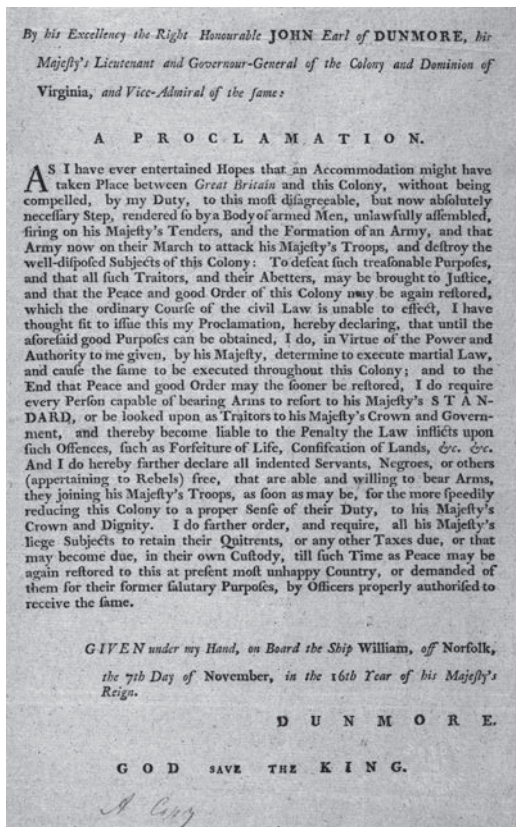 By his Excellency the Right Honourable JOHN Earl of DUNMORE, his
Majeſty's Lieutenant and Governour-General of the Colony and Dominion of
Virginia, and Vice-Admiral of the ſame:
A PROCLAMATION.
AS I have ever entertained Hopes that an Accommodation might have
taken Place between Great Britain and this Colony, without being
compelled, by my Duty, to this moſt diſagreeable, but now abſolutely
neceſſary Step, rendered ſo by a Body of armed Men, unlawfully aſſembled,
firing on his Majeſty's Tenders, and the Formation of an Army, and that
Army now on their March to attack his Majeſty's Troops, and deſtroy the
well-diſpoſed Subjects of this Colony: To defeat ſuch treaſonable Purpoſes,
and that all ſuch Traitors, and their Abetters, may be brought to Juſtice,
and that the Peace and good Order of this Colony may be again reſtored,
which the ordinary Courſe of the civil Law is unable to effect, I have
thought fit to iſſue this my Proclamation, hereby declaring, that until the
aforeſaid good Purpoſes can be obtained, I do, in Virtue of the Power and
Authority to me given, by his Majeſty, determine to execute martial Law,
and cauſe the ſame to be executed throughout this Colony; and to the
End that Peace and good Order may the ſooner be reſtored, I do require
every Perſon capable of bearing Arms to reſort to his Majeſty's STAN-
DARD, or be looked upon as Traitors to his Majeſty's Crown and Govern-
ment, and thereby become liable to the Penalty the Law inflicts upon
ſuch Offences, ſuch as Forfeiture of Life, Confiſcation of Lands, &c. &c.
And I do hereby farther declare all indented Servants, Negroes, or others
(appertaining to Rebels) free, that are able and willing to bear Arms,
they joining his Majeſty's Troops, as ſoon as may be, for the more ſpeedily
reducing this Colony to a proper Senſe of their Duty, to his Majeſty's
Crown and Dignity. I do farther order, and require, all his Majeſty's
liege Subjects to retain their Quitrents, or any other Taxes due, or that
may become due, in their own Cuſtody, till ſuch Time as Peace may be
again reſtored to this at preſent moſt unhappy Country, or demanded of
them for their former ſalutary Purpoſes, by Officers properly authoriſed to
receive the ſame.
GIVEN under my Hand, on Board the Ship William, off Norfolk,
the 7th Day of November, in the 16th Year of his Majeſty's
Reign.
DUNMORE.
GOD SAVE THE KING.
A Copy